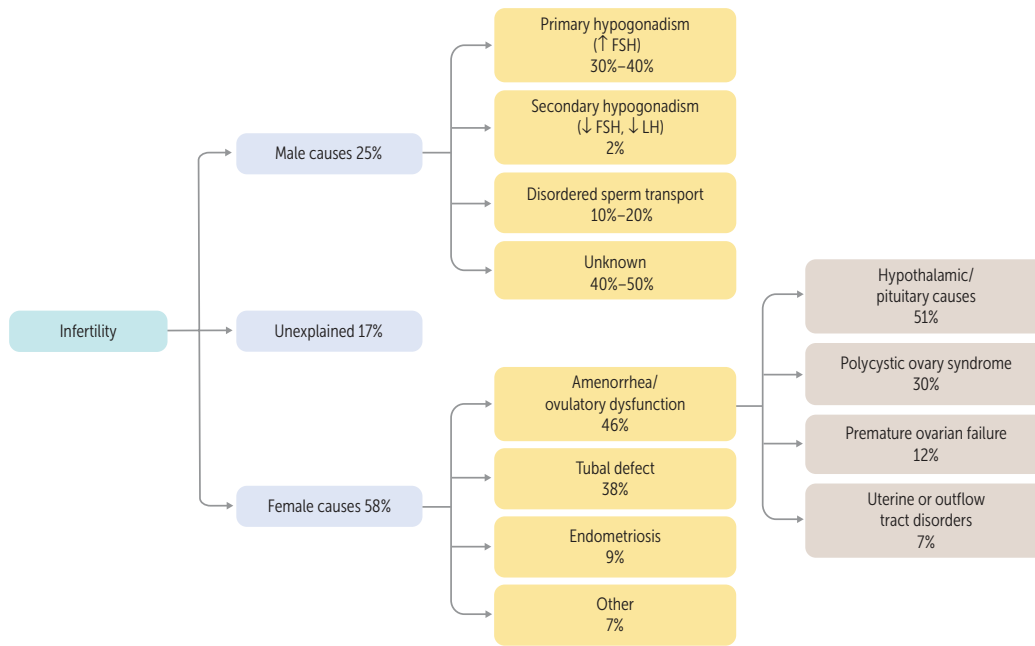 Infertility
Male causes 25%
Unexplained 17%
Female causes 58%
Primary hypogonadism
(↑ FSH)
30%–40%
Secondary hypogonadism
(↓ FSH, ↓ LH)
2%
Disordered sperm transport
10%–20%
Unknown
40%–50%
Amenorrhea/
ovulatory dysfunction
46%
Tubal defect
38%
Endometriosis
9%
Other
7%
Hypothalamic/
pituitary causes
51%
Polycystic ovary syndrome
30%
Premature ovarian failure
12%
Uterine or outflow
tract disorders
7%